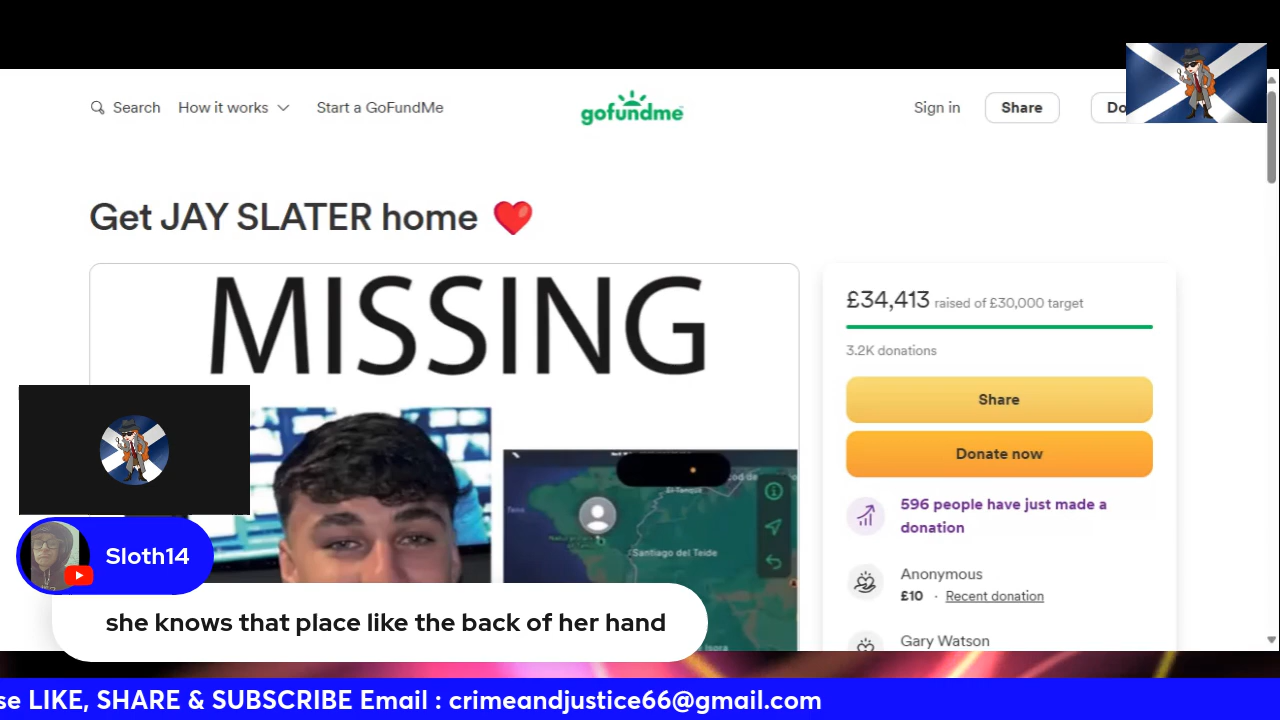 Search How it works Start a GoFundMe
gofundme
Sign in Share Do
Get JAY SLATER home ❤️
MISSING
£34,413 raised of £30,000 target
3.2K donations
Share
Donate now
596 people have just made a
donation
Anonymous
£10 · Recent donation
Gary Watson
El Tanque
Santiago del Teide
Sloth14
she knows that place like the back of her hand
se LIKE, SHARE & SUBSCRIBE Email : crimeandjustice66@gmail.com